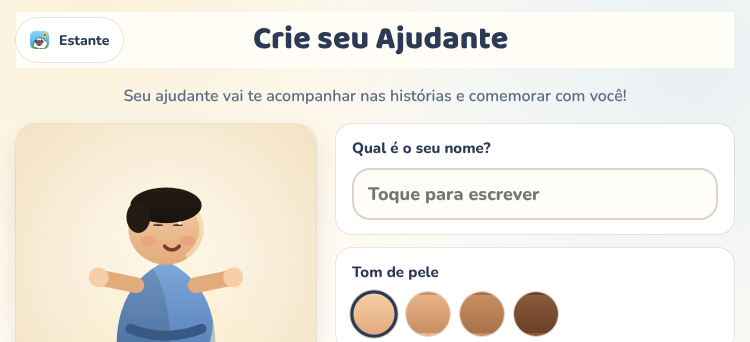 Estante
Crie seu Ajudante
Seu ajudante vai te acompanhar nas histórias e comemorar com você!
Qual é o seu nome?
Toque para escrever
Tom de pele